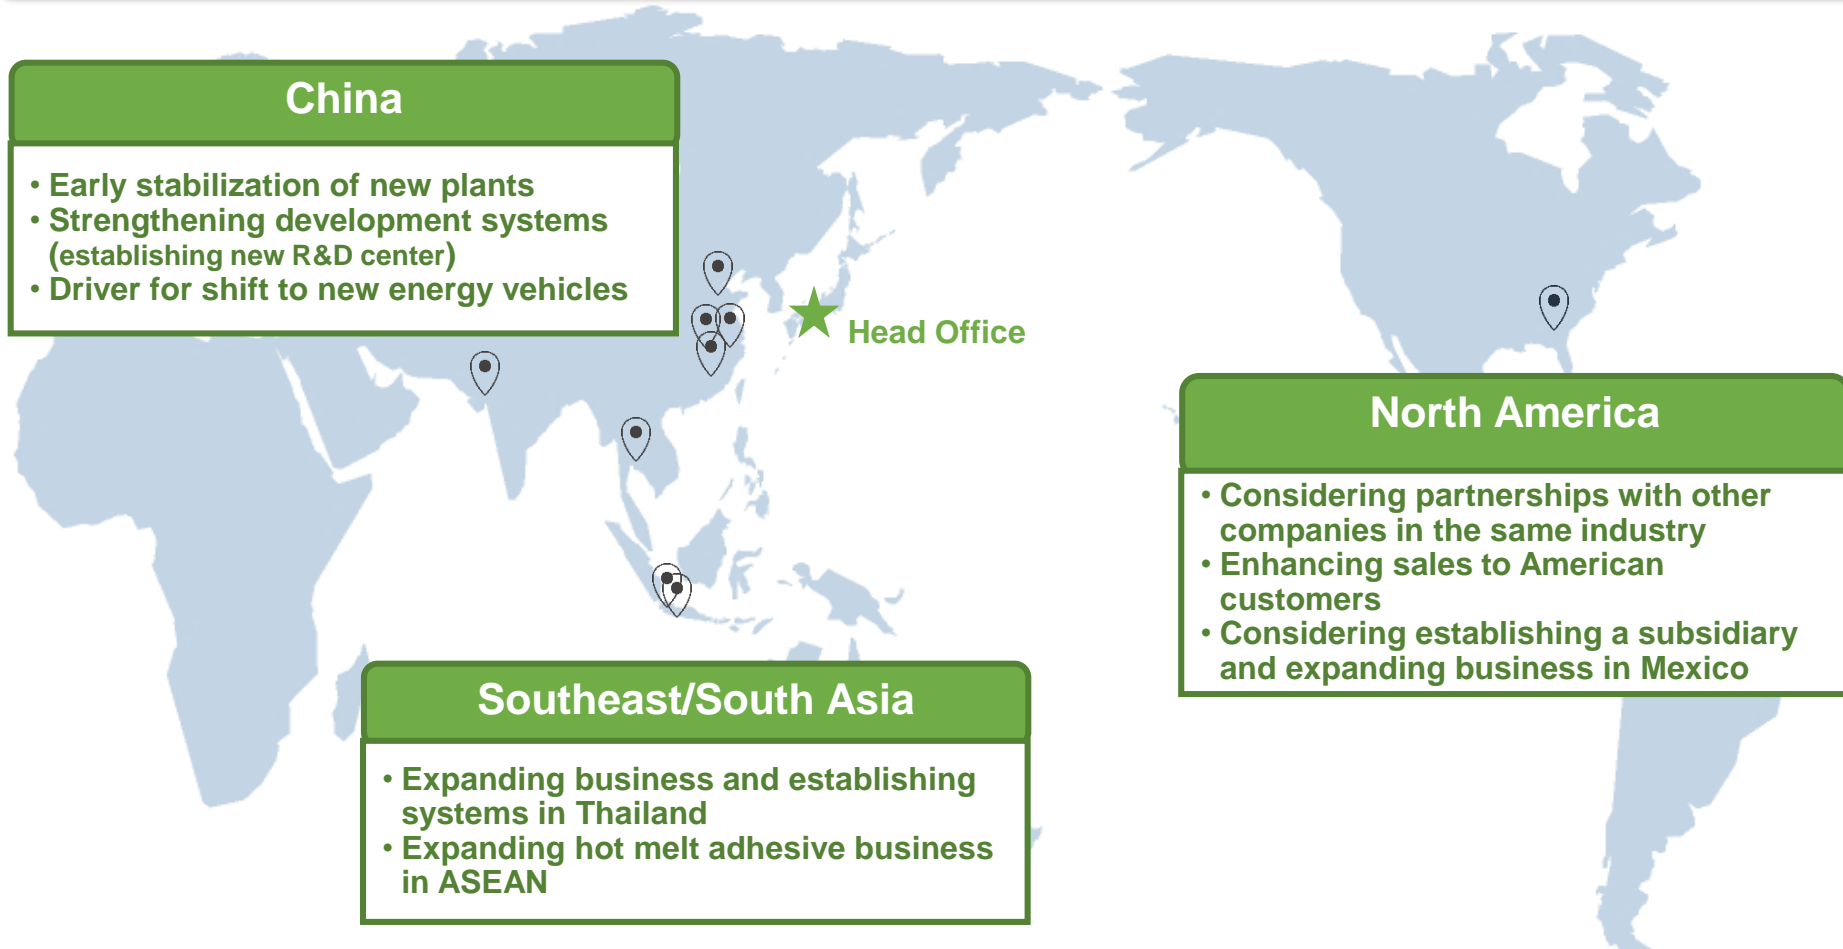 China
• Early stabilization of new plants
• Strengthening development systems
(establishing new R&D center)
• Driver for shift to new energy vehicles
Head Office
North America
• Considering partnerships with other
companies in the same industry
• Enhancing sales to American
customers
• Considering establishing a subsidiary
and expanding business in Mexico
Southeast/South Asia
• Expanding business and establishing
systems in Thailand
• Expanding hot melt adhesive business
in ASEAN